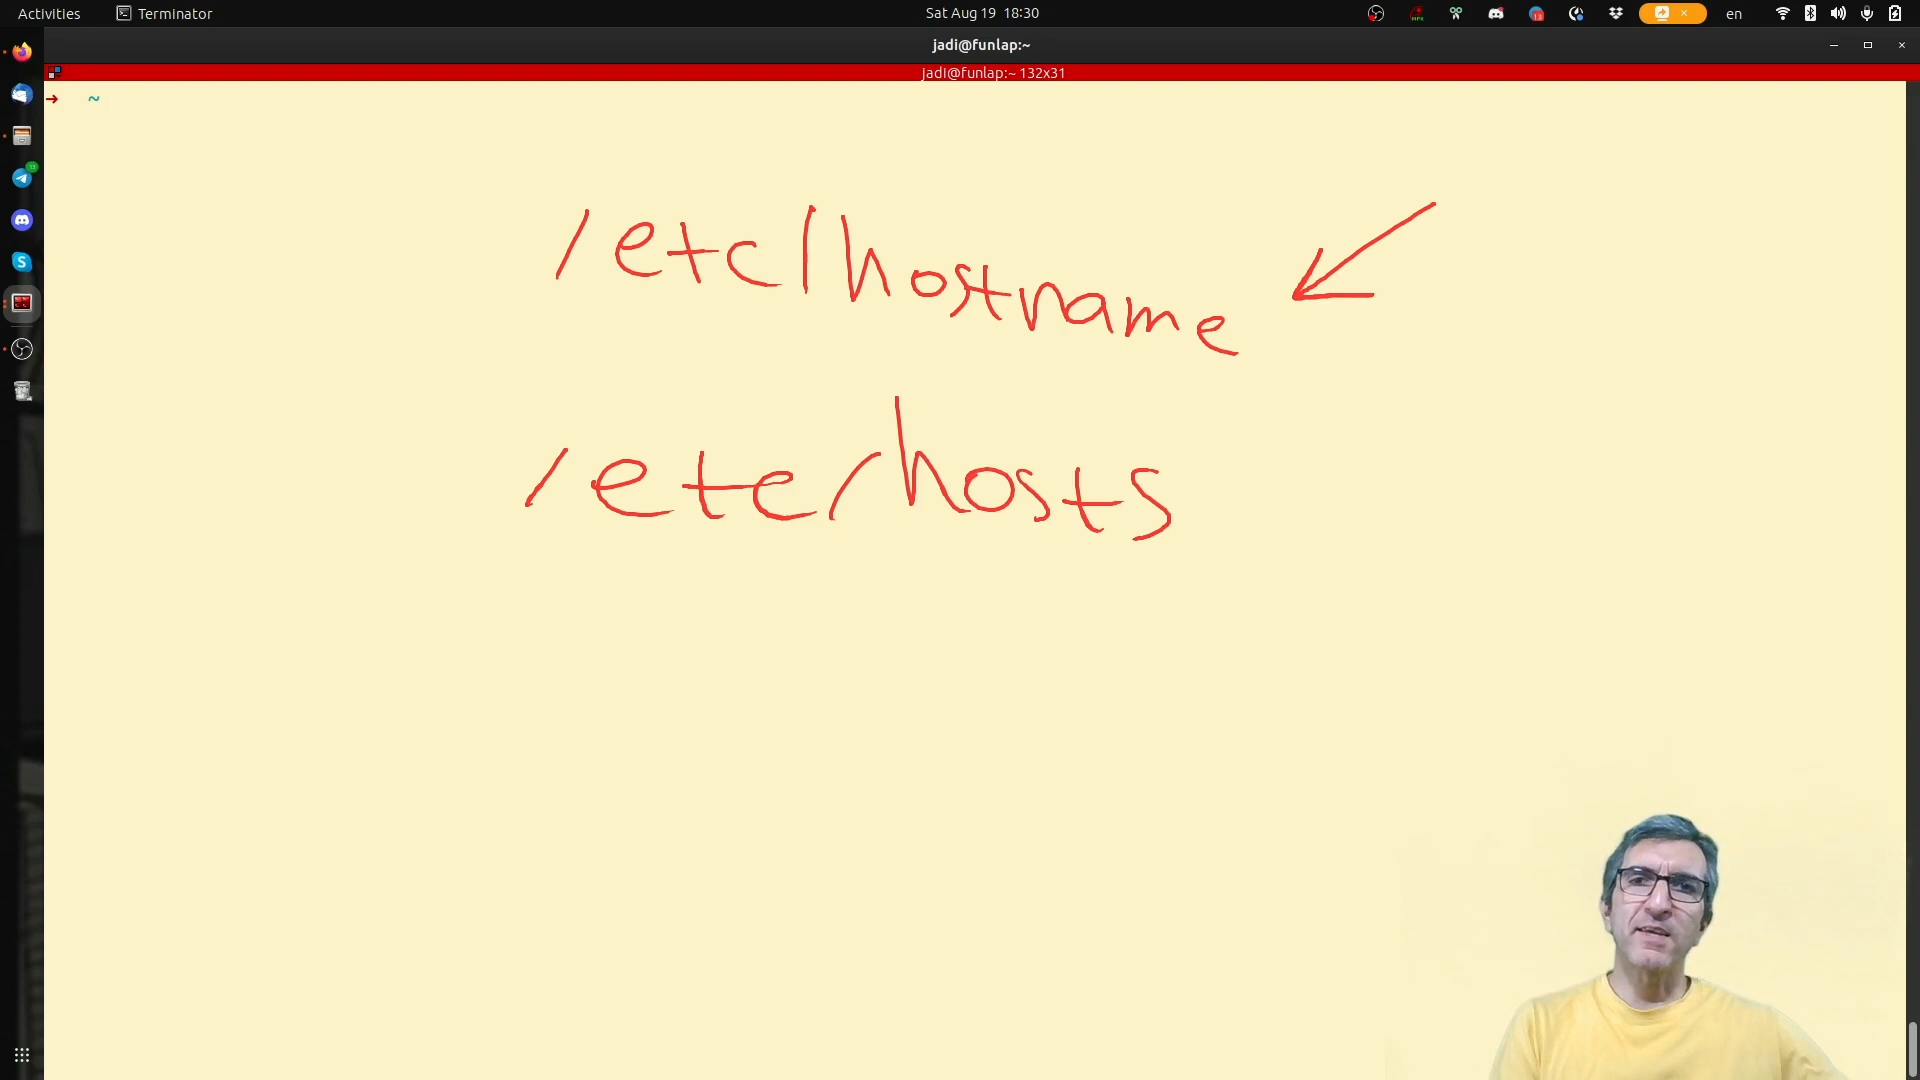 Activities Terminator Sat Aug 19 18:30 en
jadi@funlap:~
jadi@funlap:~ 132x31
➜ ~
/etc/hostname
/etc/hosts